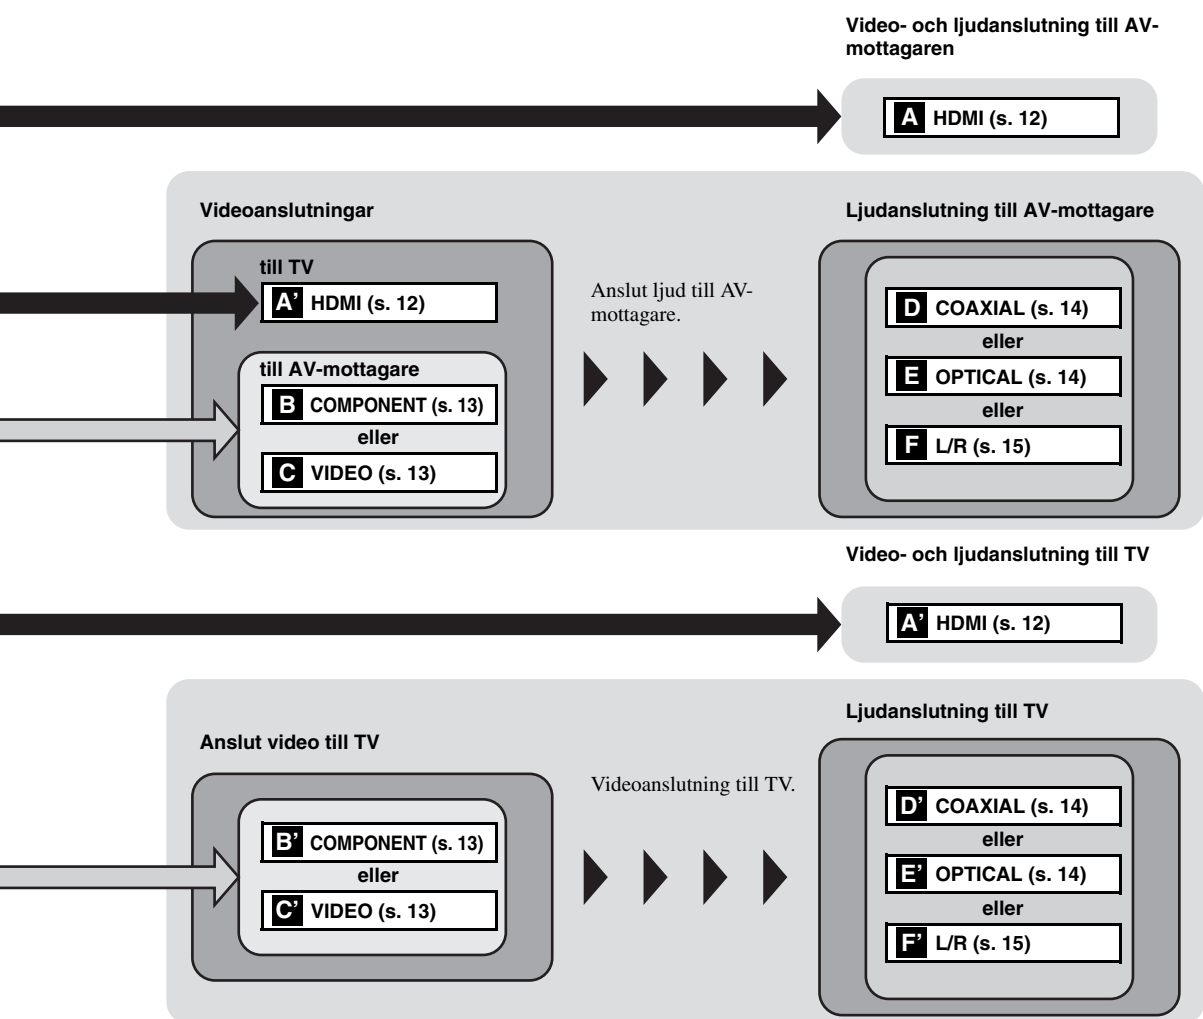 Video- och ljudanslutning till AV-
mottagaren
A HDMI (s. 12)
Videoanslutningar
Ljudanslutning till AV-mottagare
till TV
A’ HDMI (s. 12)
till AV-mottagare
B COMPONENT (s. 13)
eller
C VIDEO (s. 13)
Anslut ljud till AV-
mottagare.
D COAXIAL (s. 14)
eller
E OPTICAL (s. 14)
eller
F L/R (s. 15)
Video- och ljudanslutning till TV
A’ HDMI (s. 12)
Ljudanslutning till TV
Anslut video till TV
B’ COMPONENT (s. 13)
eller
C’ VIDEO (s. 13)
Videoanslutning till TV.
D’ COAXIAL (s. 14)
eller
E’ OPTICAL (s. 14)
eller
F’ L/R (s. 15)